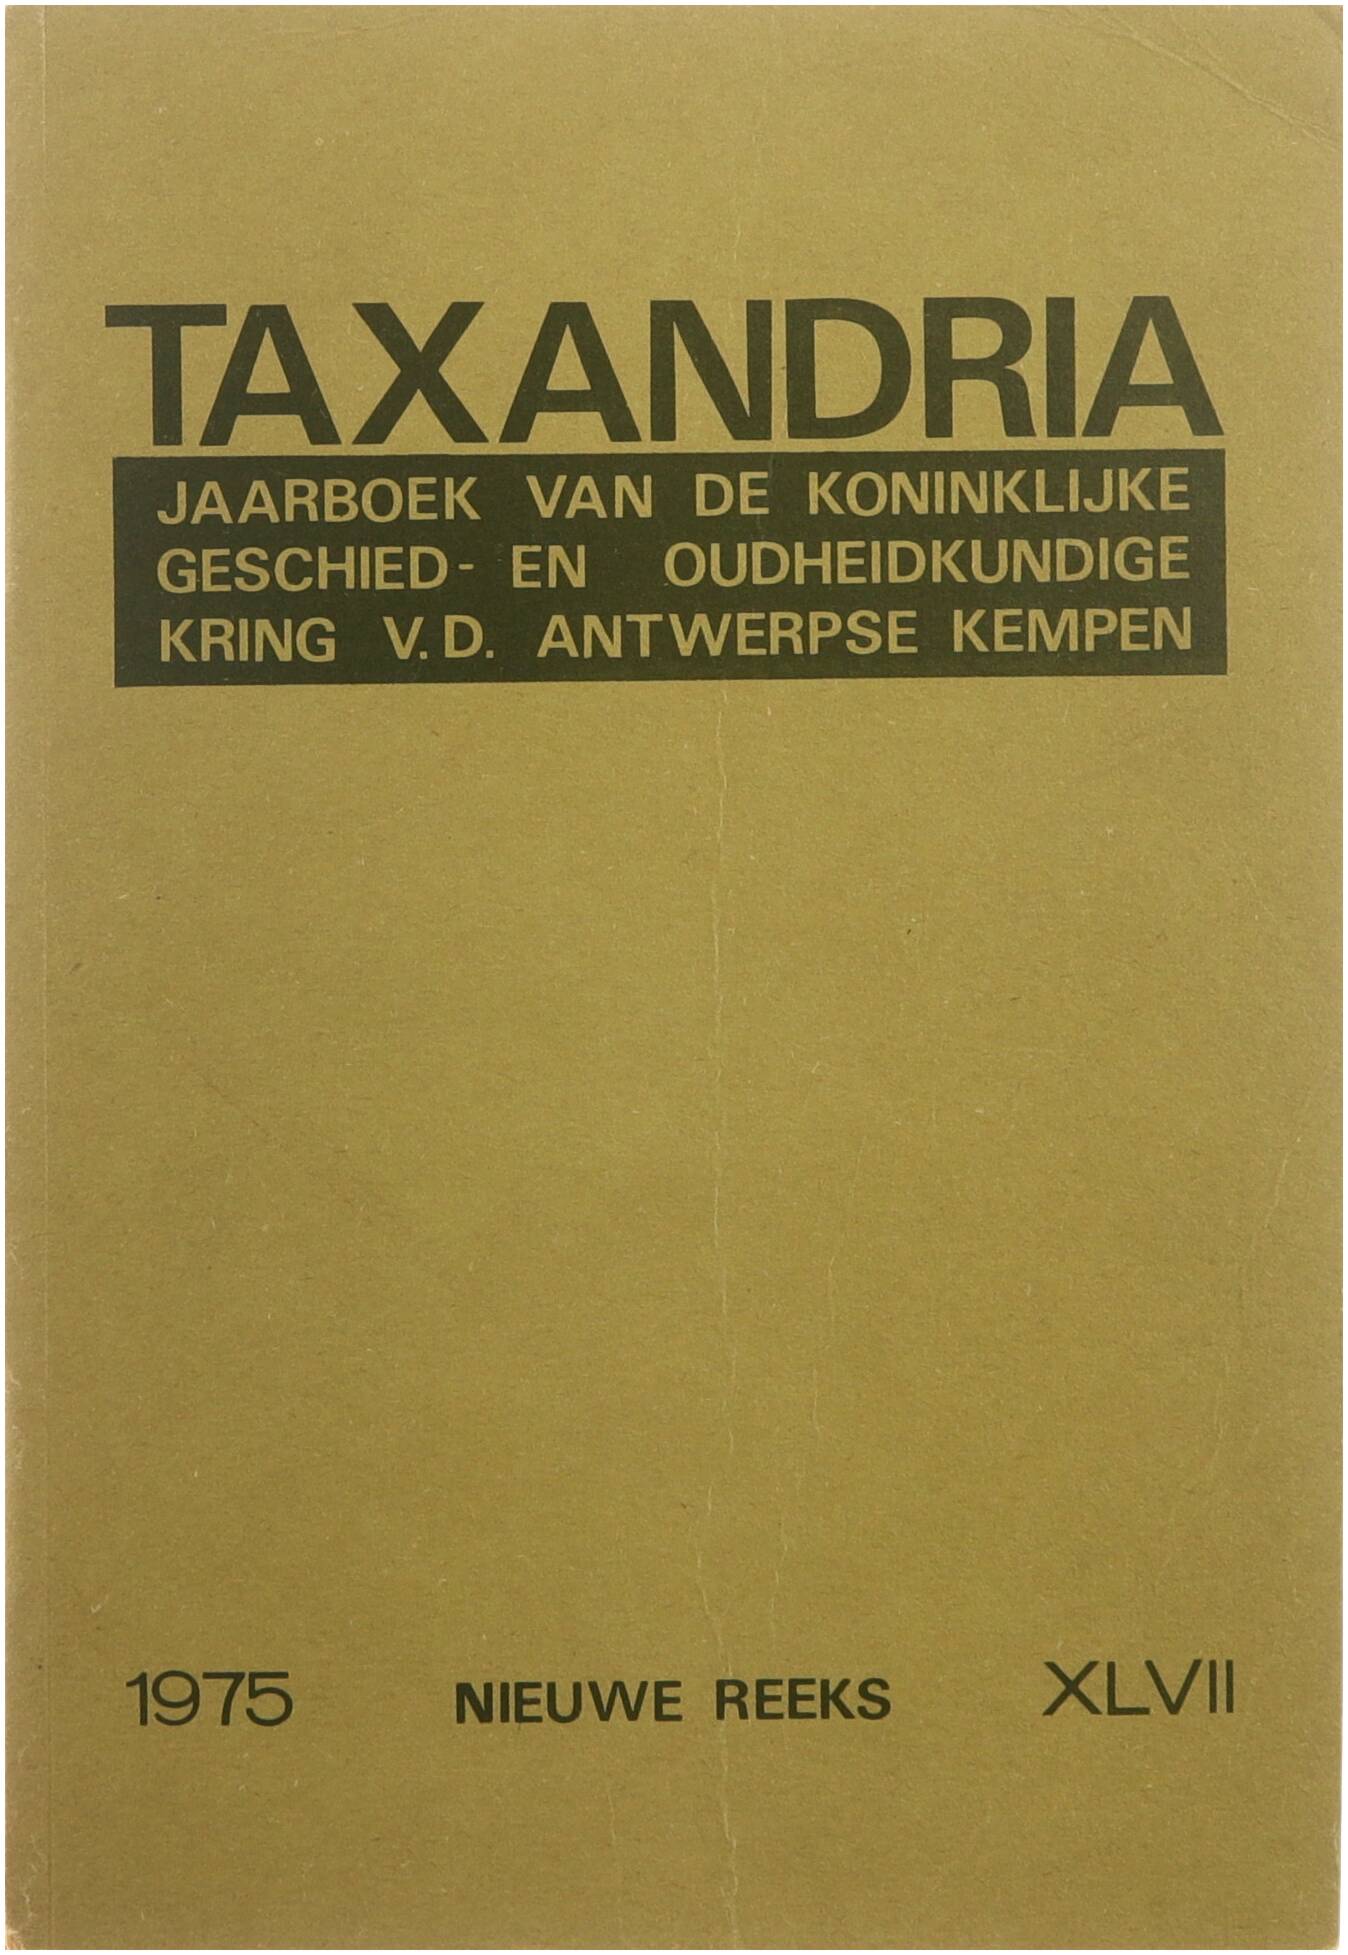 TAXANDRIA
JAARBOEK VAN DE KONINKLIJKE
GESCHIED- EN OUDHEIDKUNDIGE
KRING V.D. ANTWERPSE KEMPEN
1975 NIEUWE REEKS XLVII